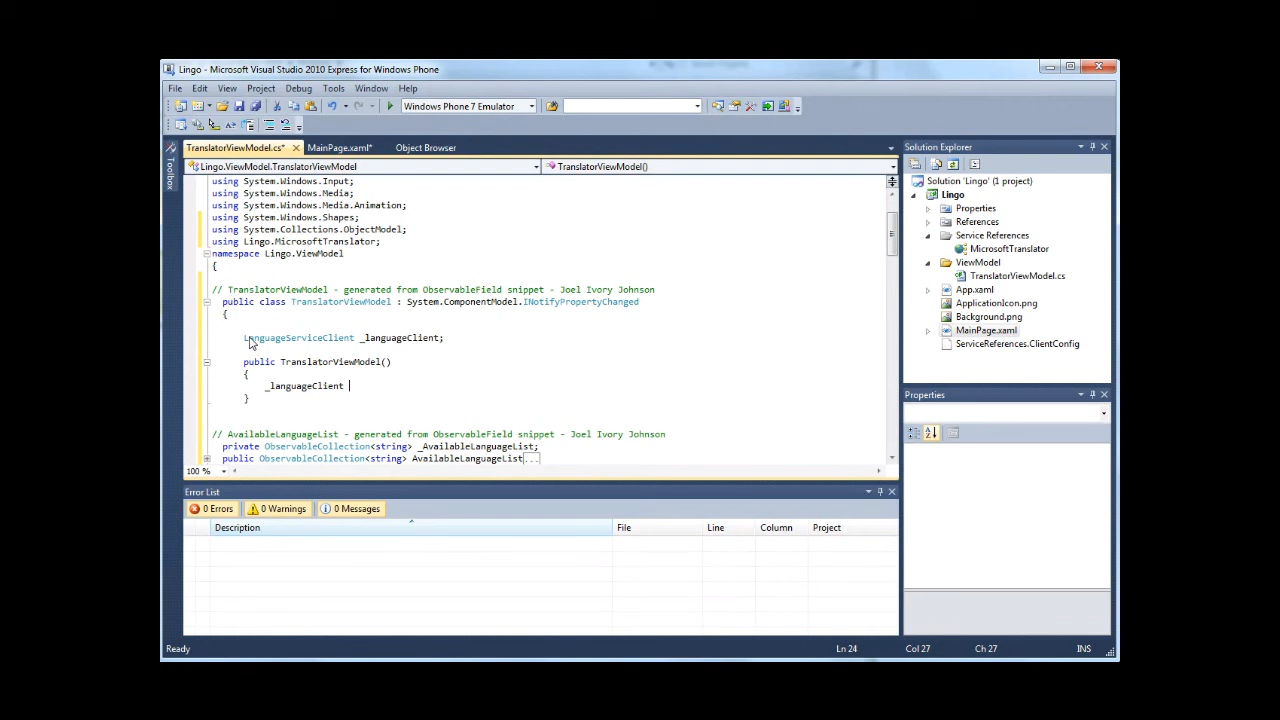 Lingo - Microsoft Visual Studio 2010 Express for Windows Phone
File Edit View Project Debug Tools Window Help
Windows Phone 7 Emulator
Toolbox
TranslatorViewModel.cs* MainPage.xaml* Object Browser
Lingo.ViewModel.TranslatorViewModel TranslatorViewModel()
using System.Windows.Input;
using System.Windows.Media;
using System.Windows.Media.Animation;
using System.Windows.Shapes;
using System.Collections.ObjectModel;
using Lingo.MicrosoftTranslator;
namespace Lingo.ViewModel
{
// TranslatorViewModel - generated from ObservableField snippet - Joel Ivory Johnson
public class TranslatorViewModel : System.ComponentModel.INotifyPropertyChanged
{
LanguageServiceClient _languageClient;
public TranslatorViewModel()
{
_languageClient
}
// AvailableLanguageList - generated from ObservableField snippet - Joel Ivory Johnson
private ObservableCollection<string> _AvailableLanguageList;
public ObservableCollection<string> AvailableLanguageList...
100 %
Error List
0 Errors 0 Warnings 0 Messages
Description File Line Column Project
Solution Explorer
Solution 'Lingo' (1 project)
Lingo
Properties
References
Service References
MicrosoftTranslator
ViewModel
TranslatorViewModel.cs
App.xaml
ApplicationIcon.png
Background.png
MainPage.xaml
ServiceReferences.ClientConfig
Properties
Ready Ln 24 Col 27 Ch 27 INS